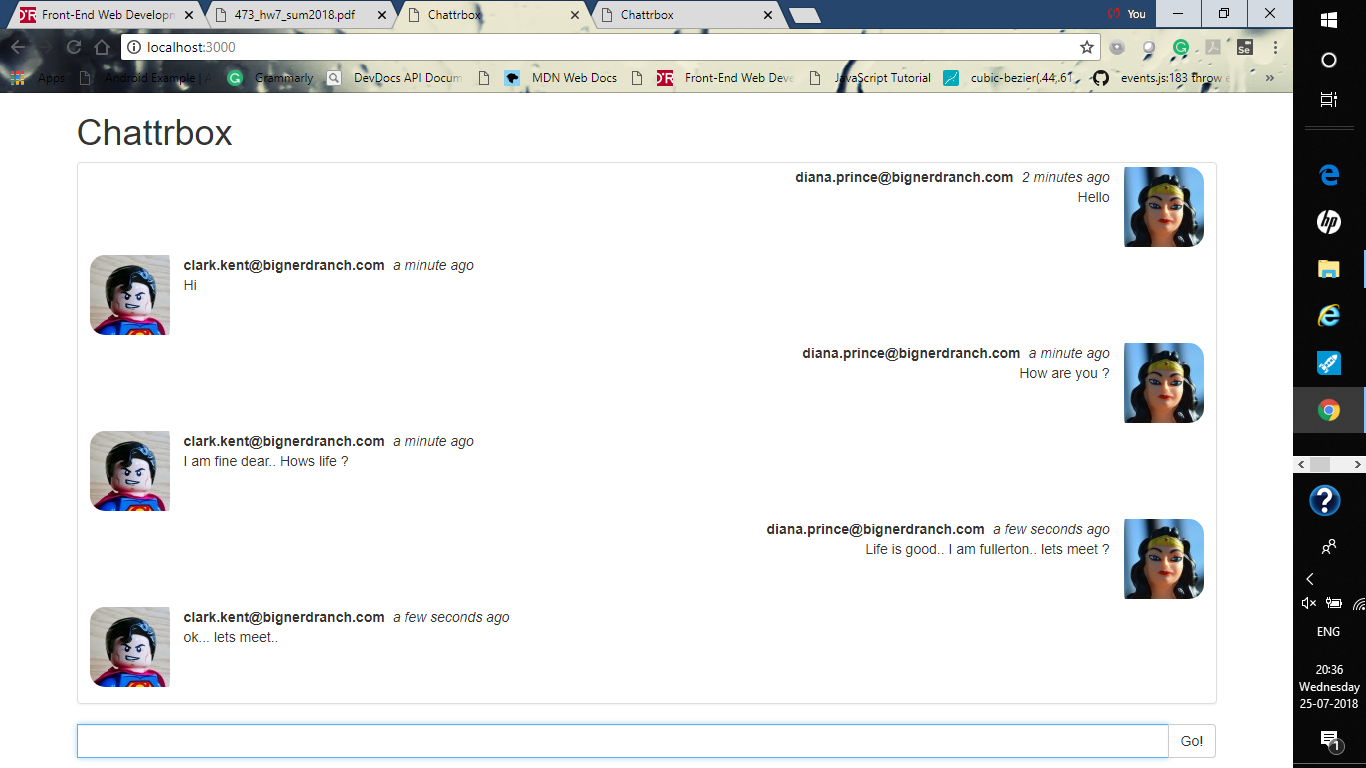 Front-End Web Developm
473_hw7_sum2018.pdf
Chattrbox
Chattrbox
You
localhost:3000
Apps
Android Example | A
Grammarly
DevDocs API Docum
MDN Web Docs
Front-End Web Deve
JavaScript Tutorial
cubic-bezier(.44,.61
events.js:183 throw e
»
Chattrbox
diana.prince@bignerdranch.com 2 minutes ago
Hello
clark.kent@bignerdranch.com a minute ago
Hi
diana.prince@bignerdranch.com a minute ago
How are you ?
clark.kent@bignerdranch.com a minute ago
I am fine dear.. Hows life ?
diana.prince@bignerdranch.com a few seconds ago
Life is good.. I am fullerton.. lets meet ?
clark.kent@bignerdranch.com a few seconds ago
ok... lets meet..
Go!
Se
hp
?
ENG
20:36
Wednesday
25-07-2018
1